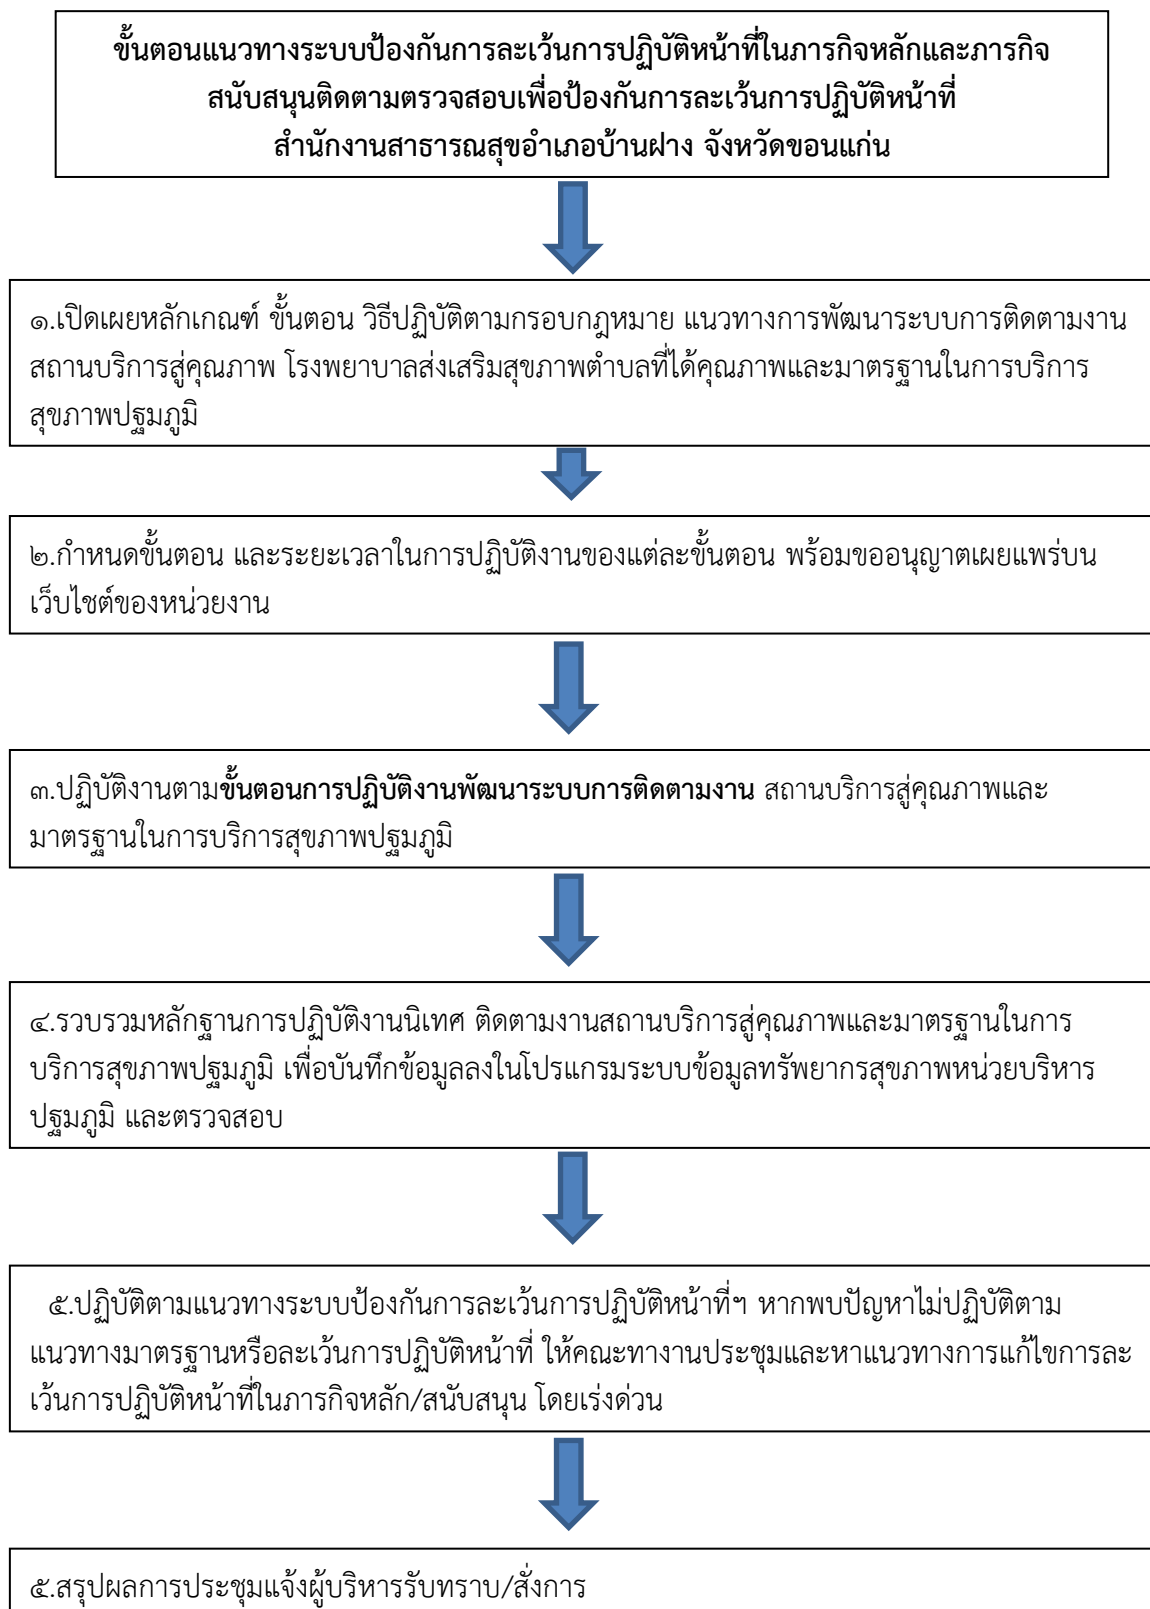 ขั้นตอนแนวทางระบบป้องกันการละเว้นการปฏิบัติหน้าที่ในภารกิจหลักและภารกิจ
สนับสนุนติดตามตรวจสอบเพื่อป้องกันการละเว้นการปฏิบัติหน้าที่
สำนักงานสาธารณสุขอำเภอบ้านฝาง จังหวัดขอนแก่น
๑.เปิดเผยหลักเกณฑ์ ขั้นตอน วิธีปฏิบัติตามกรอบกฎหมาย แนวทางการพัฒนาระบบการติดตามงาน
สถานบริการสู่คุณภาพ โรงพยาบาลส่งเสริมสุขภาพตำบลที่ได้คุณภาพและมาตรฐานในการบริการ
สุขภาพปฐมภูมิ
๒.กำหนดขั้นตอน และระยะเวลาในการปฏิบัติงานของแต่ละขั้นตอน พร้อมขออนุญาตเผยแพร่บน
เว็บไชต์ของหน่วยงาน
๓.ปฏิบัติงานตามขั้นตอนการปฏิบัติงานพัฒนาระบบการติดตามงาน สถานบริการสู่คุณภาพและ
มาตรฐานในการบริการสุขภาพปฐมภูมิ
๔.รวบรวมหลักฐานการปฏิบัติงานนิเทศ ติดตามงานสถานบริการสู่คุณภาพและมาตรฐานในการ
บริการสุขภาพปฐมภูมิ เพื่อบันทึกข้อมูลลงในโปรแกรมระบบข้อมูลทรัพยากรสุขภาพหน่วยบริหาร
ปฐมภูมิ และตรวจสอบ
๕.ปฏิบัติตามแนวทางระบบป้องกันการละเว้นการปฏิบัติหน้าที่ฯ หากพบปัญหาไม่ปฏิบัติตาม
แนวทางมาตรฐานหรือละเว้นการปฏิบัติหน้าที่ ให้คณะทางานประชุมและหาแนวทางการแก้ไขการละ
เว้นการปฏิบัติหน้าที่ในภารกิจหลัก/สนับสนุน โดยเร่งด่วน
๕.สรุปผลการประชุมแจ้งผู้บริหารรับทราบ/สั่งการ